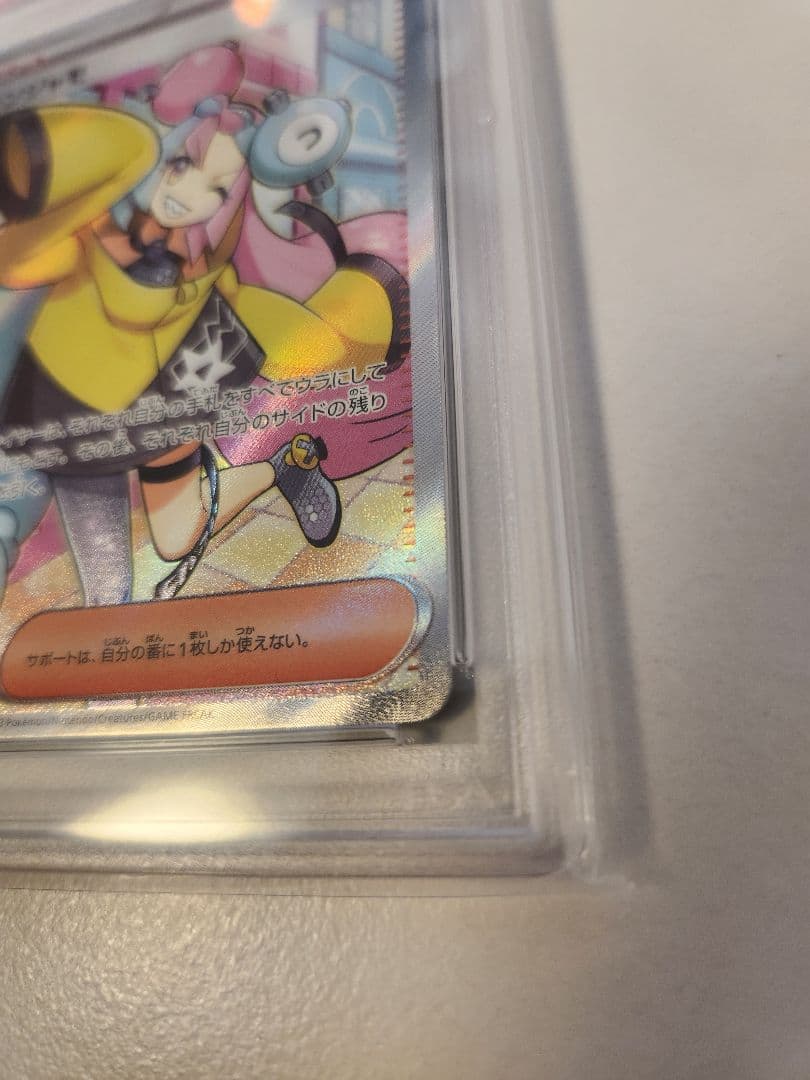 それぞれ自分の手札をすべてウラにして
その後、それぞれ自分のサイドの残り
サポートは、自分の番に1枚しか使えない。
Pokémon/Nintendo/Creatures/GAME FREAK